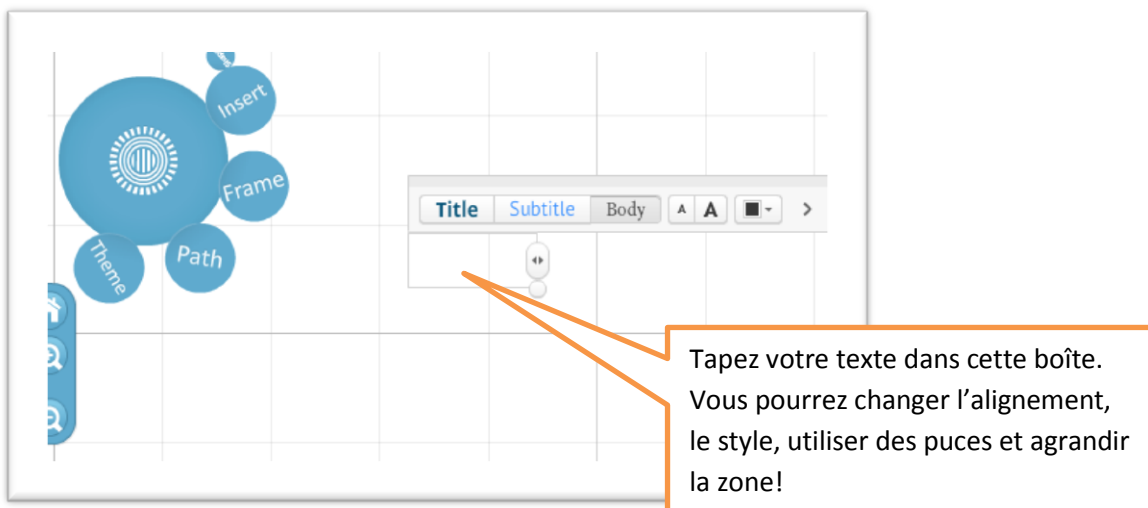 Insert
Frame
Path
Theme
Title Subtitle Body A A
Tapez votre texte dans cette boîte.
Vous pourrez changer l’alignement,
le style, utiliser des puces et agrandir
la zone!